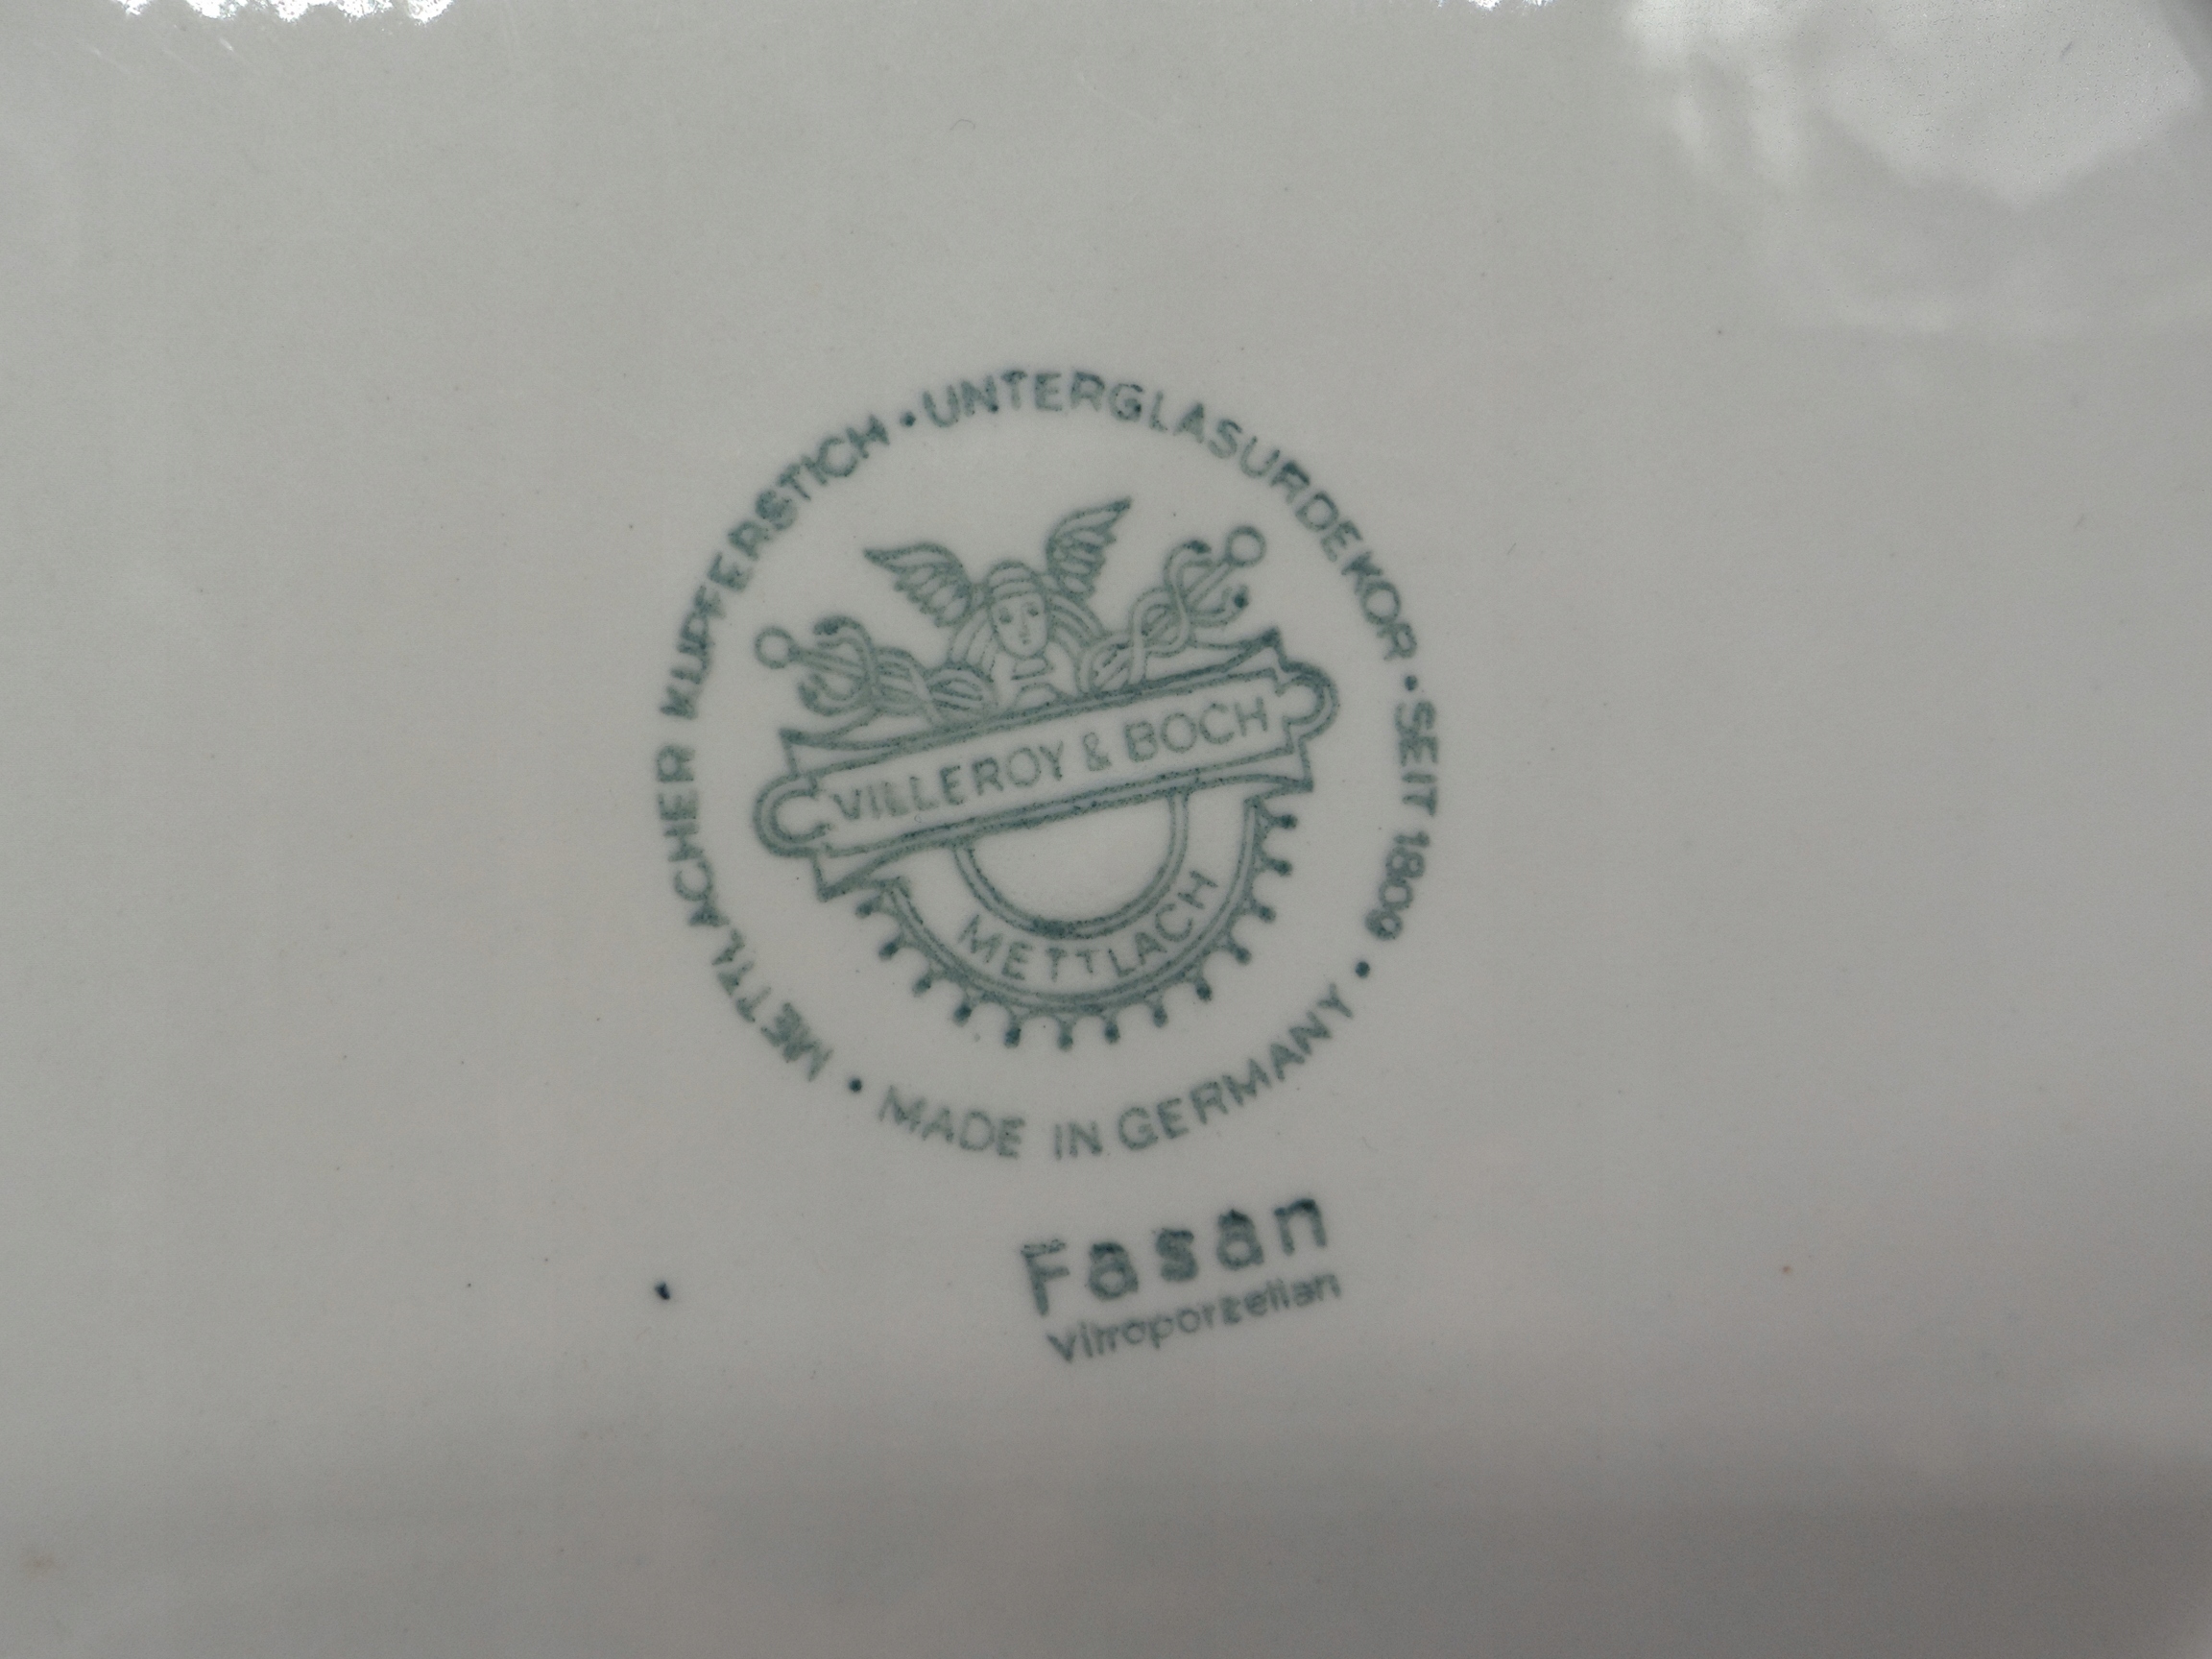 METTLACHER KUPFERSTICH • UNTERGLASURDEKOR • SEIT 1809 • MADE IN GERMANY •
VILLEROY & BOCH
METTLACH
Fasan
Vitroporzellan